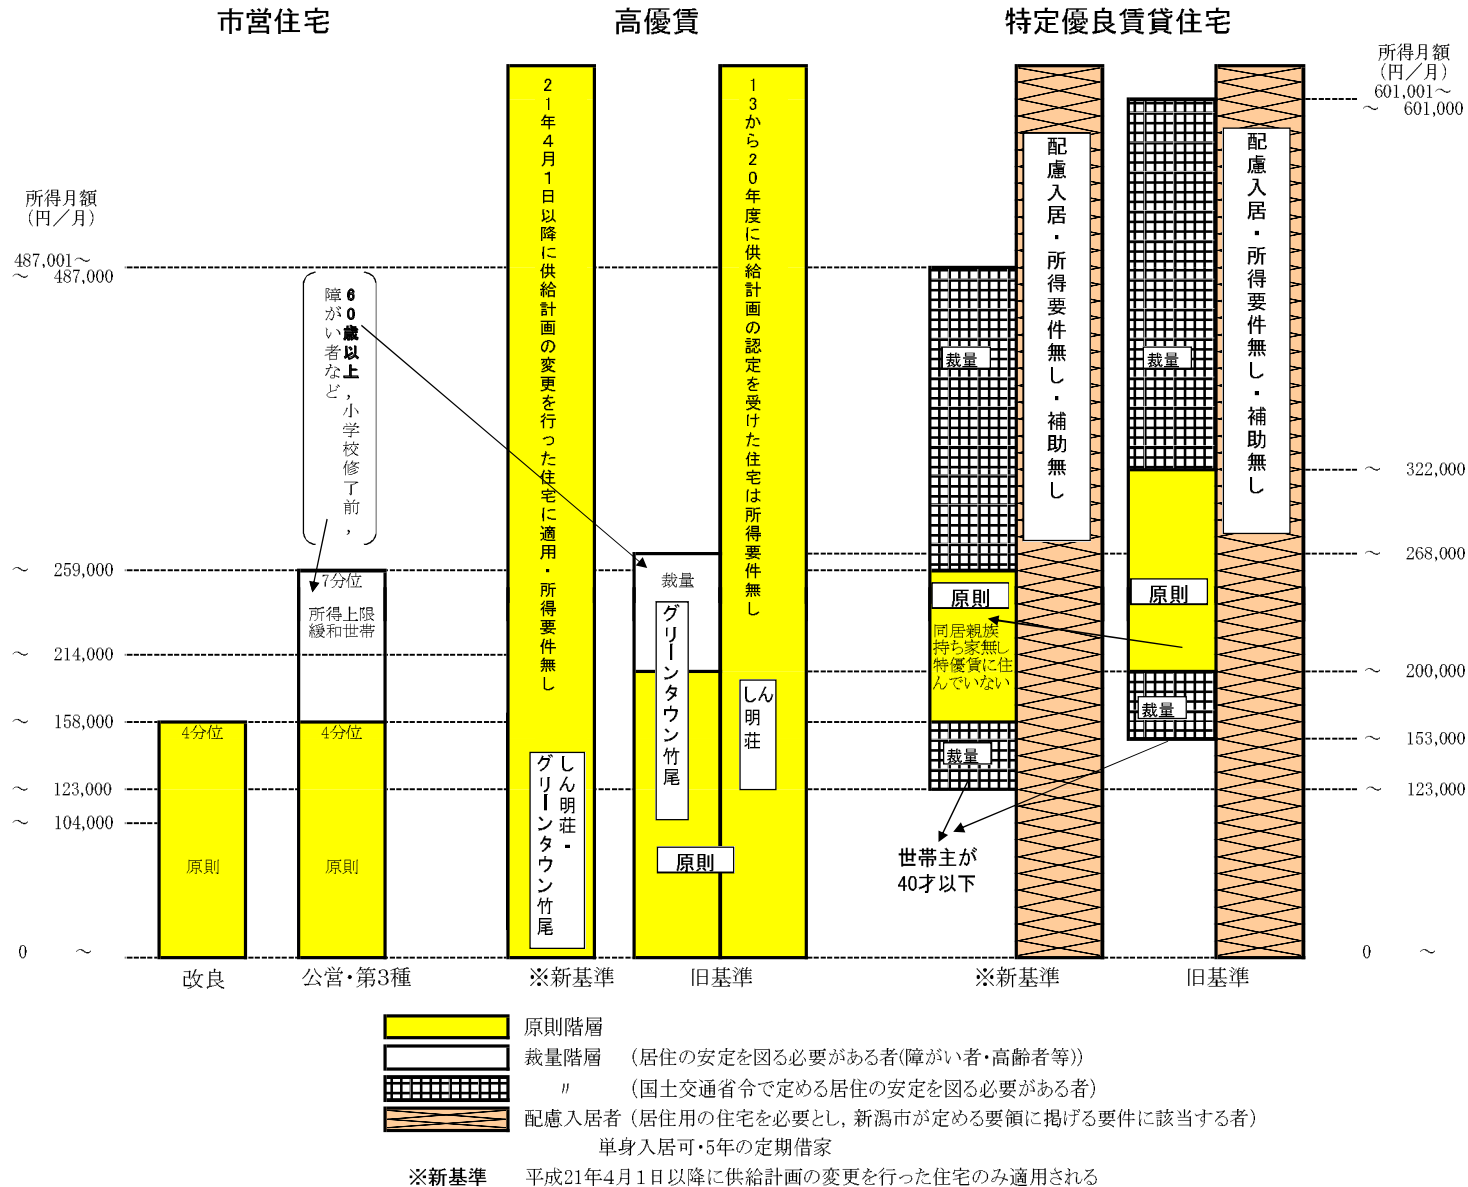 市営住宅
高優賃
特定優良賃貸住宅
所得月額
(円／月)
487,001～
～ 487,000
～ 259,000
～ 214,000
～ 158,000
～ 123,000
～ 104,000
0 ～
60歳以上,小学校修了前,
障がい者など
7分位
所得上限
緩和世帯
4分位
原則
4分位
原則
改良
公営・第3種
21年4月1日以降に供給計画の変更を行った住宅に適用・所得要件無し
しん明荘・
グリーンタウン竹尾
裁量
グリーンタウン竹尾
原則
13から20年度に供給計画の認定を受けた住宅は所得要件無し
しん
明
荘
※新基準
旧基準
裁量
原則
同居親族
持ち家無し
特優賃に住
んでいない
裁量
世帯主が
40才以下
配慮入居・所得要件無し・補助無し
裁量
原則
裁量
配慮入居・所得要件無し・補助無し
※新基準
旧基準
所得月額
(円／月)
601,001～
～ 601,000
～ 322,000
～ 268,000
～ 200,000
～ 153,000
～ 123,000
0 ～
原則階層
裁量階層 (居住の安定を図る必要がある者(障がい者・高齢者等))
〃 (国土交通省令で定める居住の安定を図る必要がある者)
配慮入居者 (居住用の住宅を必要とし,新潟市が定める要領に掲げる要件に該当する者)
単身入居可・5年の定期借家
※新基準 平成21年4月1日以降に供給計画の変更を行った住宅のみ適用される